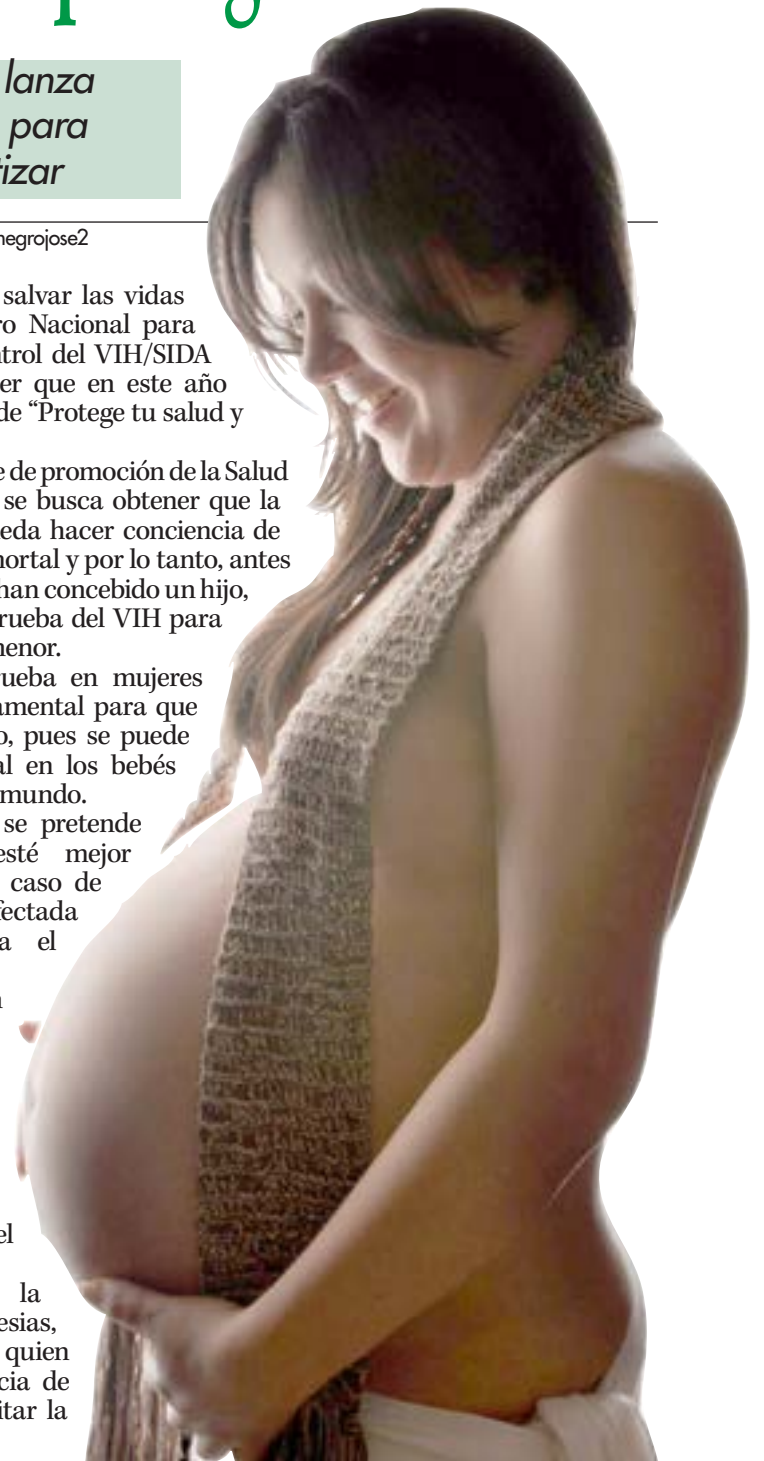 lanza
para
tizar
negrojose2
salvar las vidas
ro Nacional para
trol del VIH/SIDA
er que en este año
de “Protege tu salud y
e de promoción de la Salud
se busca obtener que la
eda hacer conciencia de
mortal y por lo tanto, antes
han concebido un hijo,
rueba del VIH para
menor.
rueba en mujeres
amental para que
o, pues se puede
al en los bebés
mundo.
se pretende
esté mejor
caso de
fectada
a el
el
la
esias,
quien
cia de
itar la